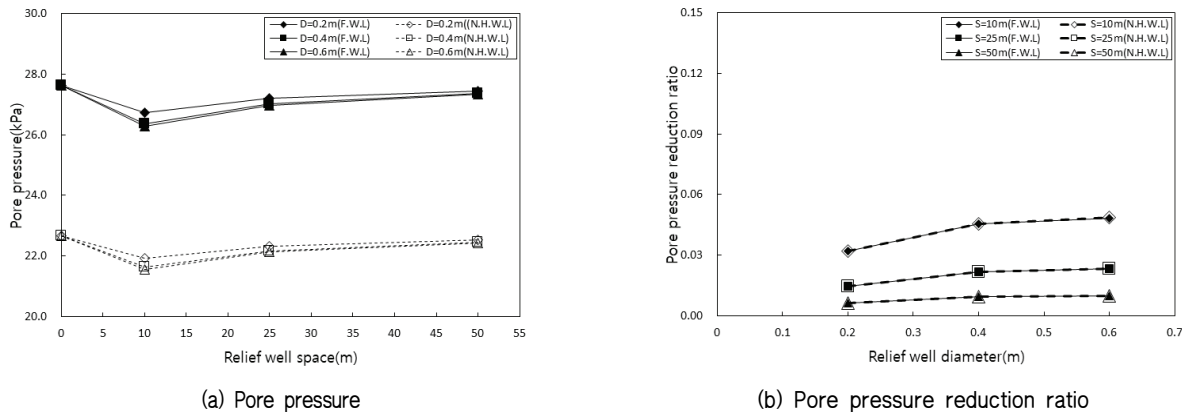 D=0.2m(F.W.L) D=0.2m((N.H.W.L)
D=0.4m(F.W.L) D=0.4m(N.H.W.L)
D=0.6m(F.W.L) D=0.6m(N.H.W.L)
30.0
28.0
26.0
24.0
22.0
20.0
Pore pressure(kPa)
0 5 10 15 20 25 30 35 40 45 50 55
Relief well space(m)
(a) Pore pressure
S=10m(F.W.L) S=10m(N.H.W.L)
S=25m(F.W.L) S=25m(N.H.W.L)
S=50m(F.W.L) S=50m(N.H.W.L)
0.15
0.12
0.09
0.06
0.03
0.00
Pore pressure reduction ratio
0 0.1 0.2 0.3 0.4 0.5 0.6 0.7
Relief well diameter(m)
(b) Pore pressure reduction ratio